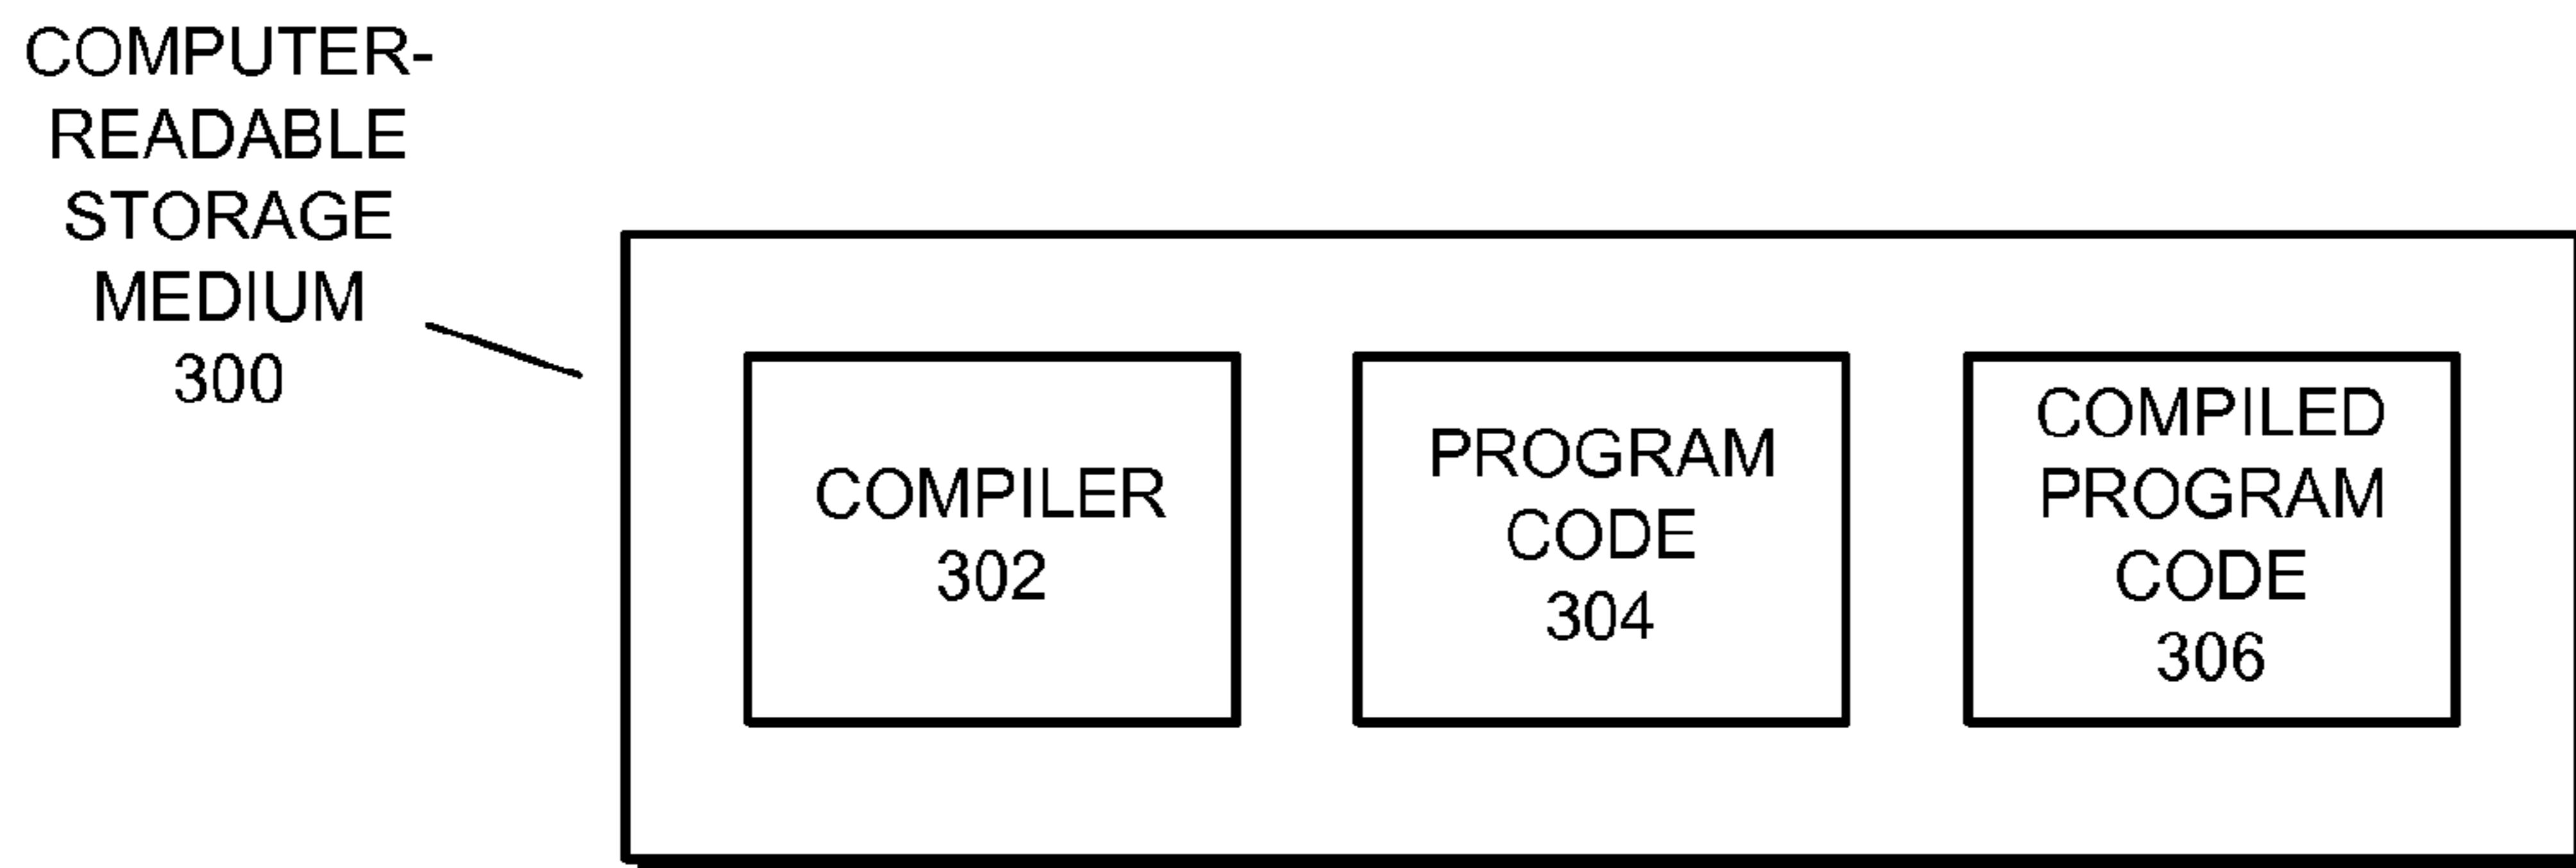 COMPUTER-
READABLE
STORAGE
MEDIUM
300
COMPILER
302
PROGRAM
CODE
304
COMPILED
PROGRAM
CODE
306